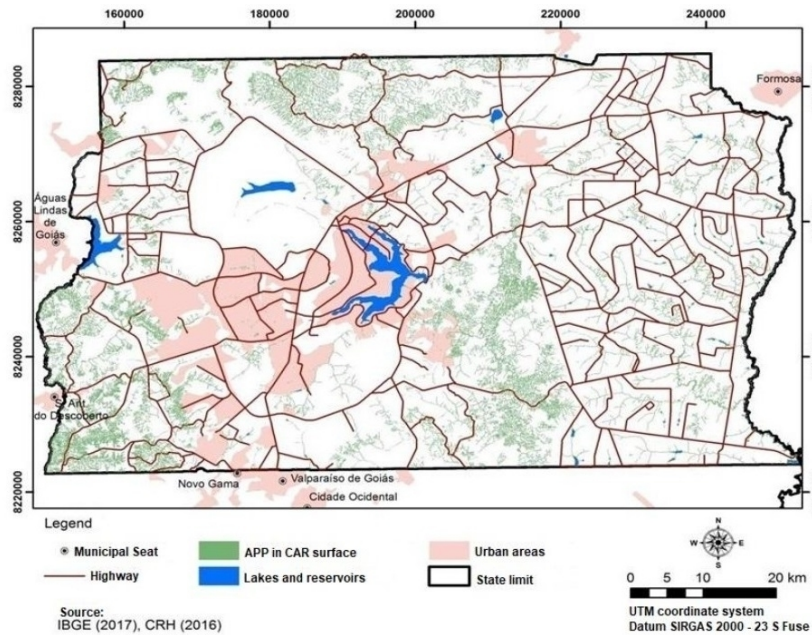 160000 180000 200000 220000 240000
8280000
8260000
8240000
8220000
Formosa
Águas
Lindas
de
Goiás
S. Ant.
do Descoberto
Novo Gama
Valparaíso de Goiás
Cidade Ocidental
Legend
Municipal Seat
APP in CAR surface
Urban areas
Highway
Lakes and reservoirs
State limit
N
W E
S
0 5 10 20 km
UTM coordinate system
Datum SIRGAS 2000 - 23 S Fuse
Source:
IBGE (2017), CRH (2016)